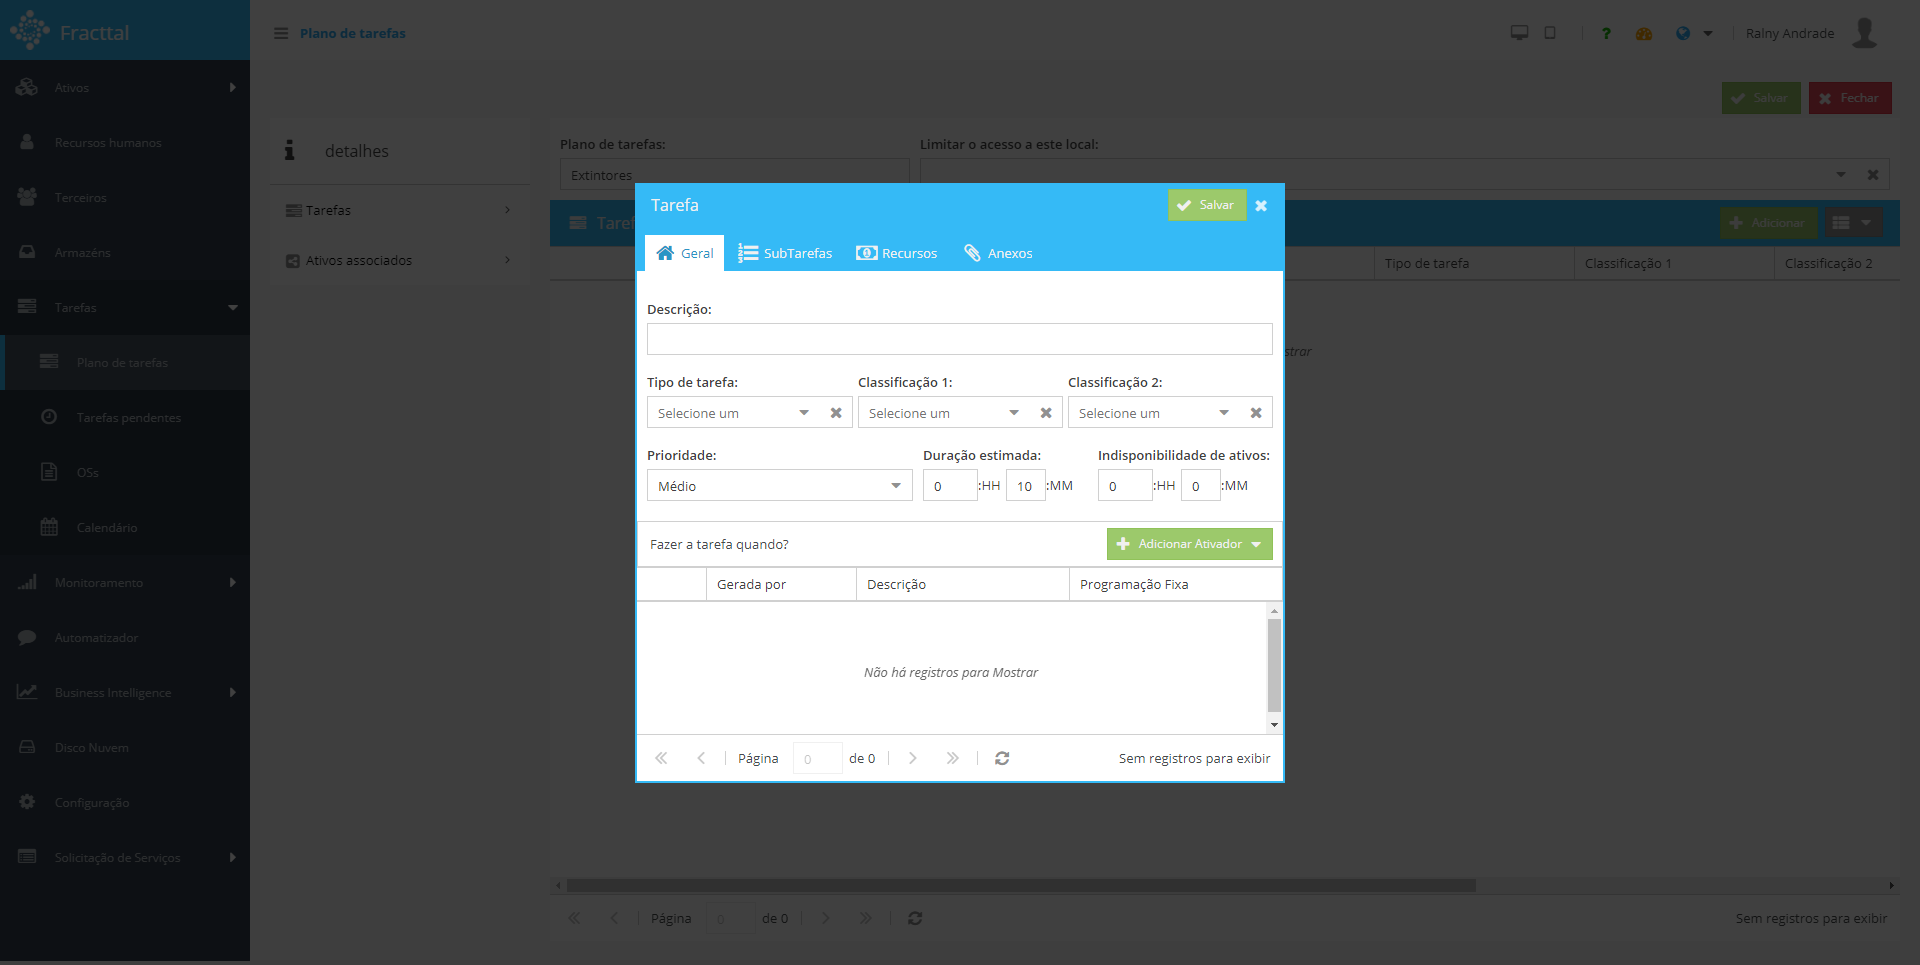 Fracttal
Plano de tarefas
?
Rainy Andrade
Ativos
Recursos humanos
Terceiros
Armazéns
Tarefas
Plano de tarefas
Tarefas pendentes
OSs
Calendário
Monitoramento
Automatizador
Business Intelligence
Disco Nuvem
Configuração
Solicitação de Serviços
Salvar
Fechar
detalhes
Tarefas
Ativos associados
Plano de tarefas:
Limitar o acesso a este local:
Extintores
Adicionar
Tipo de tarefa
Classificação 1
Classificação 2
Tarefa
Salvar
Geral
SubTarefas
Recursos
Anexos
Descrição:
Tipo de tarefa:
Classificação 1:
Classificação 2:
Selecione um
Selecione um
Selecione um
Prioridade:
Duração estimada:
Indisponibilidade de ativos:
Médio
0 :HH 10 :MM
0 :HH 0 :MM
Fazer a tarefa quando?
Adicionar Ativador
Gerada por
Descrição
Programação Fixa
Não há registros para Mostrar
Página 0 de 0
Sem registros para exibir
Página 0 de 0
Sem registros para exibir